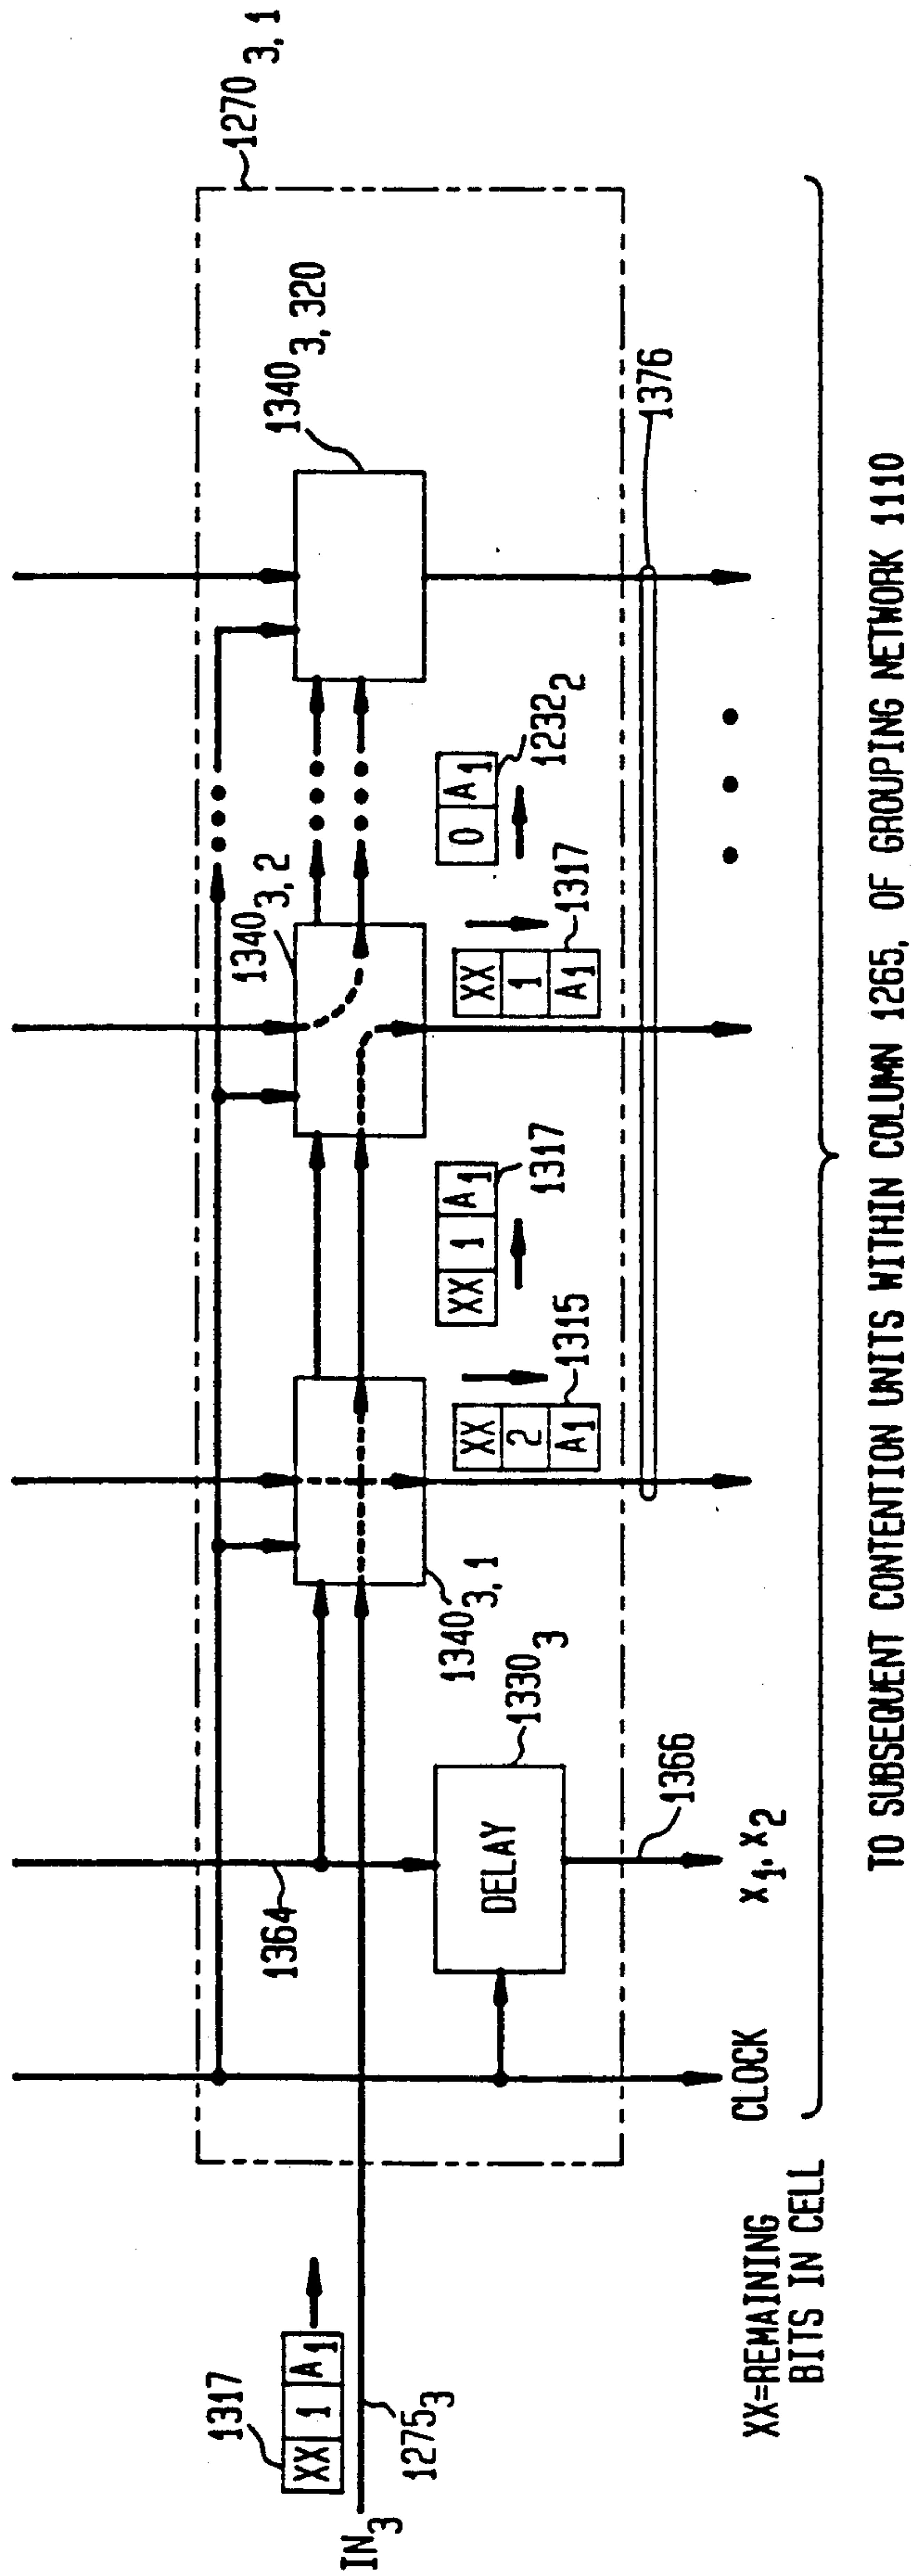 1270 3, 1
1340 3, 320
1376
0 A1
1232 2
1340 3, 2
XX 1 A1
1317
XX 1 A1
1317
XX 2 A1
1315
1340 3, 1
1330 3
DELAY
1364
1366
X1, X2
CLOCK
1317
XX 1 A1
1275 3
IN3
XX=REMAINING
BITS IN CELL
TO SUBSEQUENT CONTENTION UNITS WITHIN COLUMN 1265, OF GROUPING NETWORK 1110